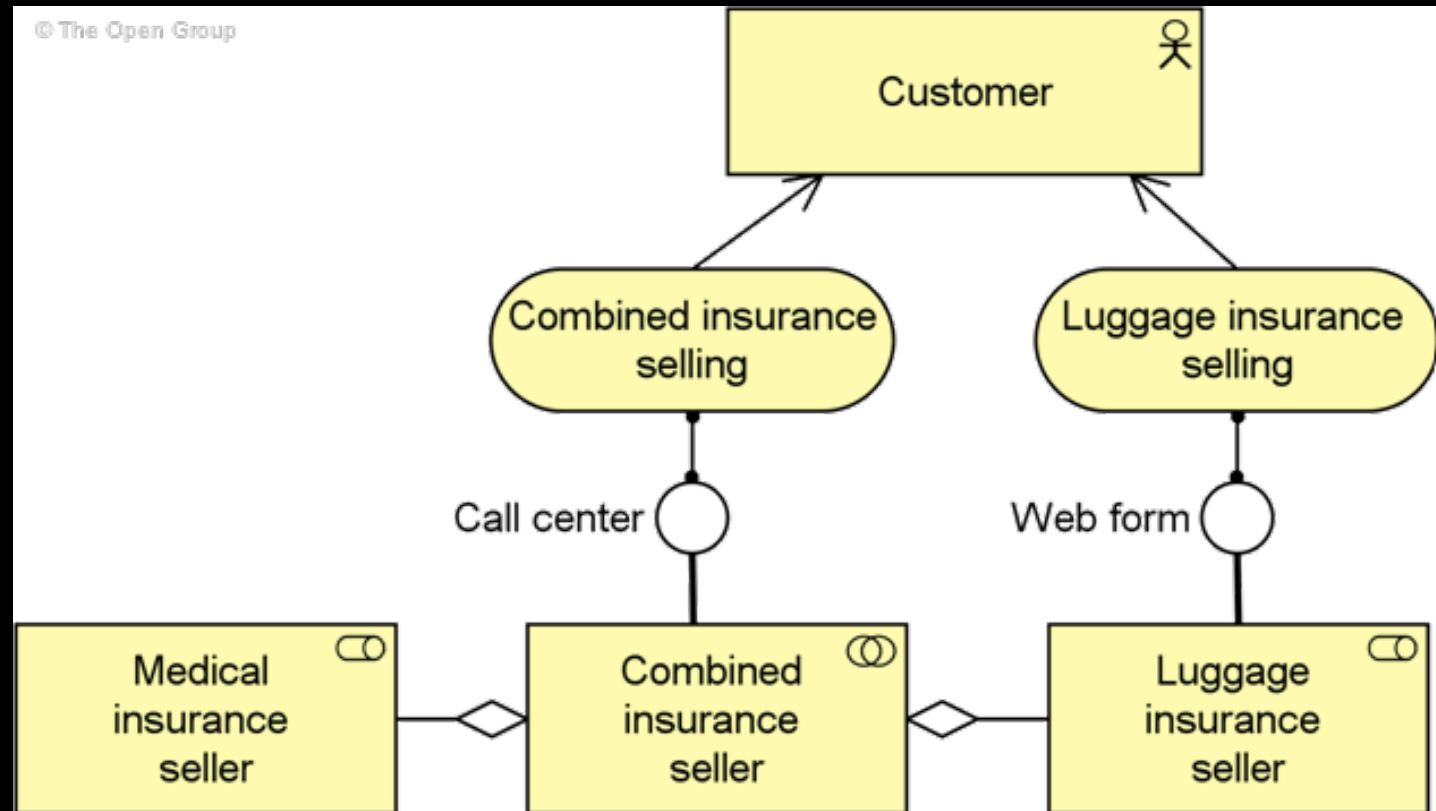 © The Open Group
Customer
Combined insurance
selling
Luggage insurance
selling
Call center
Web form
Medical
insurance
seller
Combined
insurance
seller
Luggage
insurance
seller